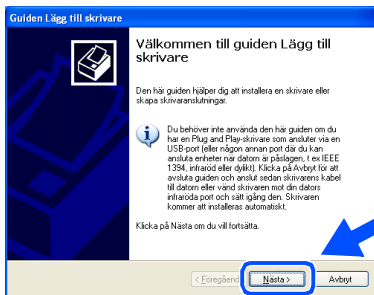 Guiden Lägg till skrivare
Välkommen till guiden Lägg till
skrivare
Den här guiden hjälper dig att installera en skrivare eller
skapa skrivaranslutningar.
Du behöver inte använda den här guiden om du
har en Plug and Play-skrivare som ansluter via en
USB-port (eller någon annan port där du kan
ansluta enheter när datorn är påslagen, t ex IEEE
1394, infraröd eller dylikt). Klicka på Avbryt för att
avsluta guiden och anslut sedan skrivarens kabel
till datorn eller vänd skrivaren mot din dators
infraröda port och sätt igång den. Skrivaren
kommer att installeras automatiskt.
Klicka på Nästa om du vill fortsätta.
< Föregående Nästa > Avbryt